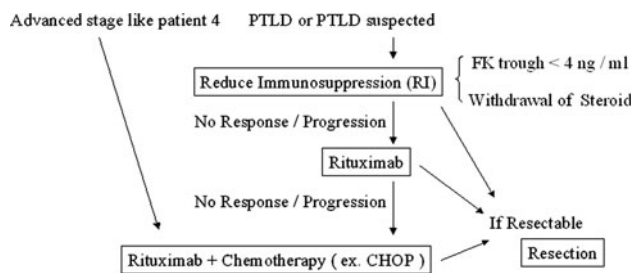 Advanced stage like patient 4
PTLD or PTLD suspected
Reduce Immunosuppression (RI)
FK trough < 4 ng / ml
Withdrawal of Steroid
No Response / Progression
Rituximab
No Response / Progression
If Resectable
Resection
Rituximab + Chemotherapy ( ex. CHOP )